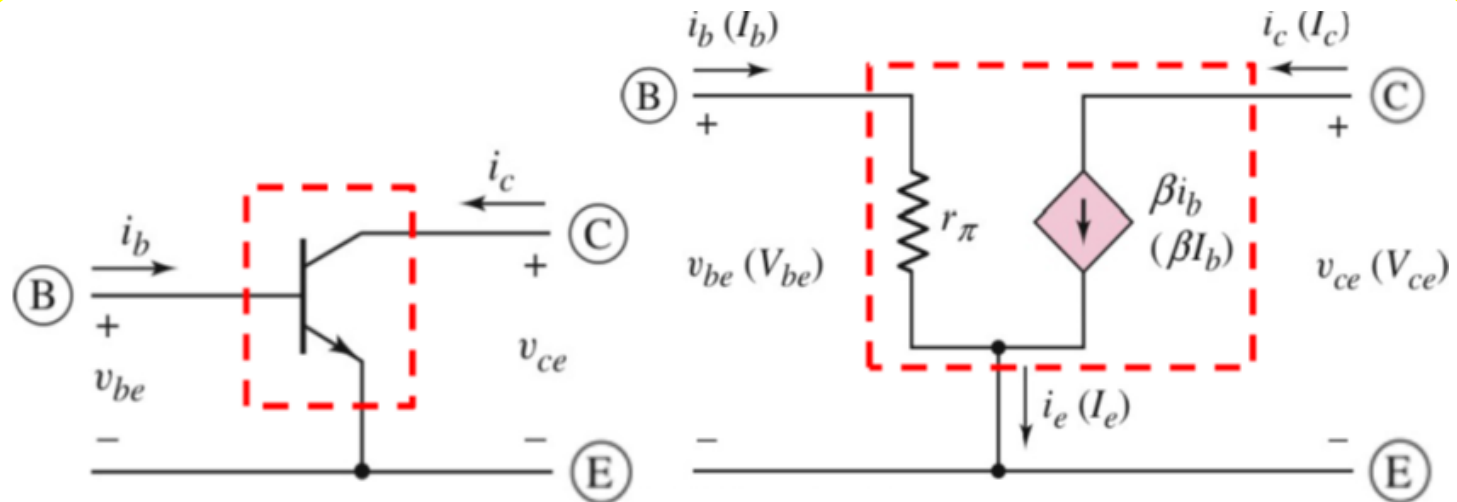 i_b
B
+
v_be
−
i_c
C
+
v_ce
−
E
i_b (I_b)
B
+
v_be (V_be)
−
r_π
βi_b
(βI_b)
i_e (I_e)
i_c (I_c)
C
+
v_ce (V_ce)
−
E